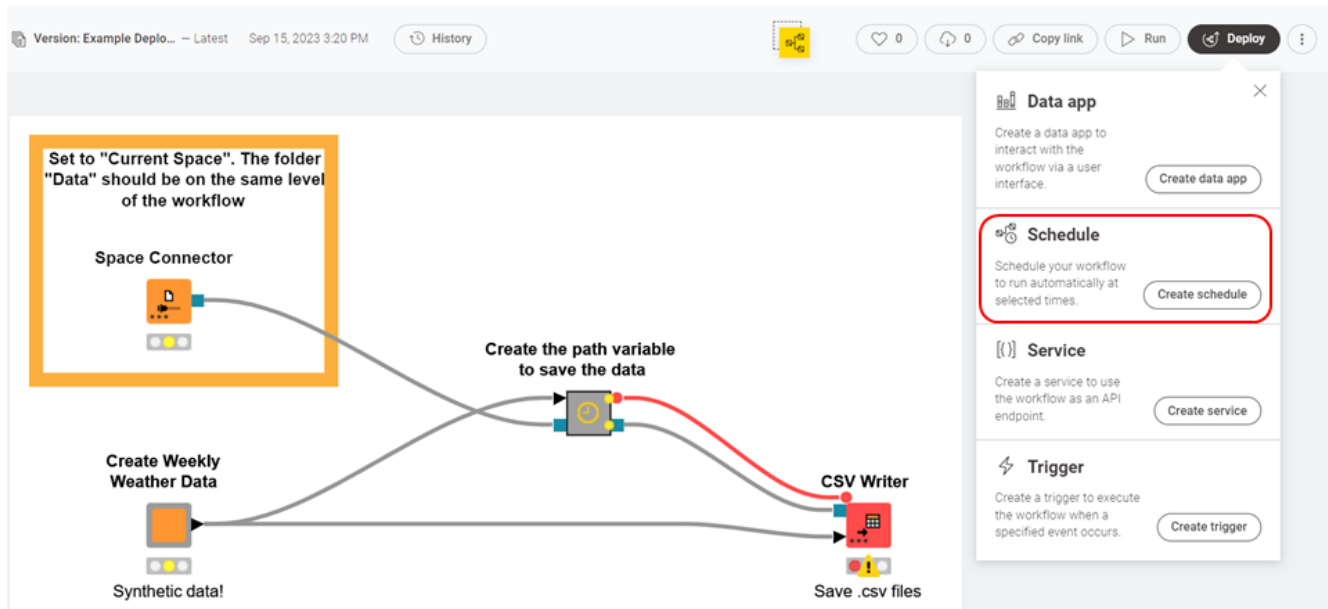 Version: Example Deplo... — Latest Sep 15, 2023 3:20 PM History 0 0 Copy link Run Deploy
Set to "Current Space". The folder
"Data" should be on the same level
of the workflow
Space Connector
Create the path variable
to save the data
Create Weekly
Weather Data
Synthetic data!
CSV Writer
Save .csv files
Data app
Create a data app to
interact with the
workflow via a user
interface.
Create data app
Schedule
Schedule your workflow
to run automatically at
selected times.
Create schedule
[()] Service
Create a service to use
the workflow as an API
endpoint.
Create service
Trigger
Create a trigger to execute
the workflow when a
specified event occurs.
Create trigger